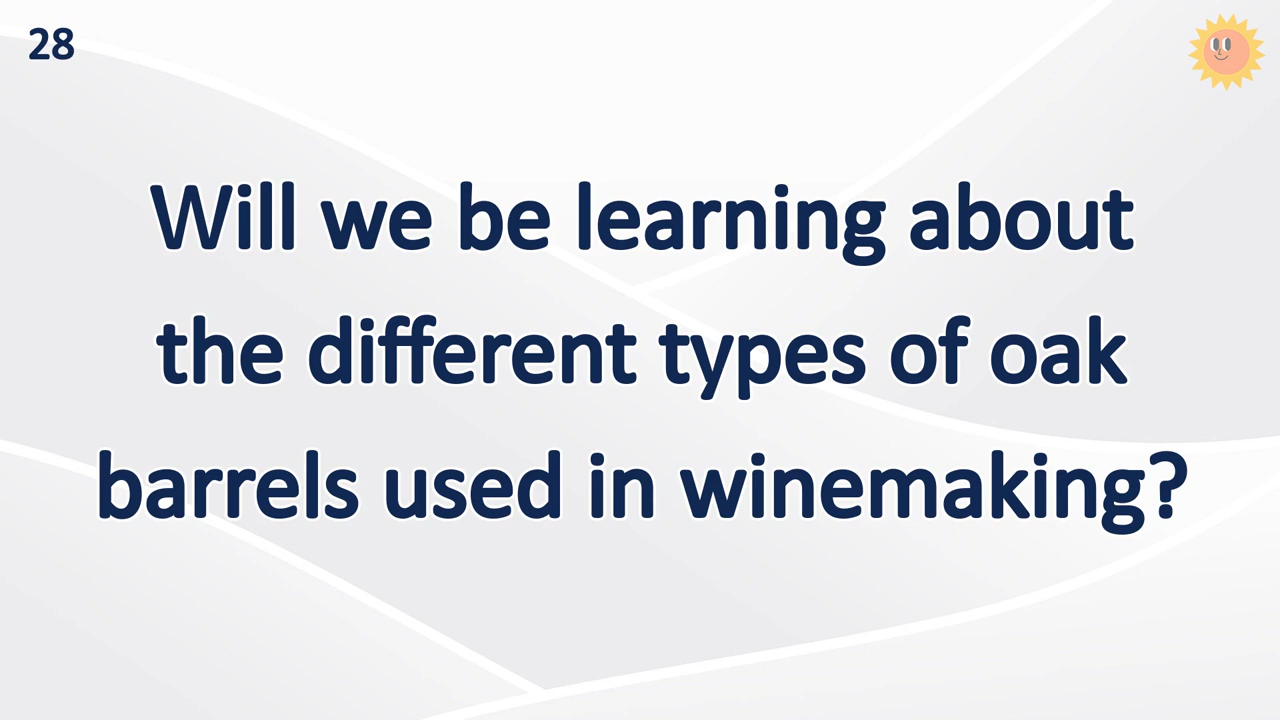 28
Will we be learning about
the different types of oak
barrels used in winemaking?